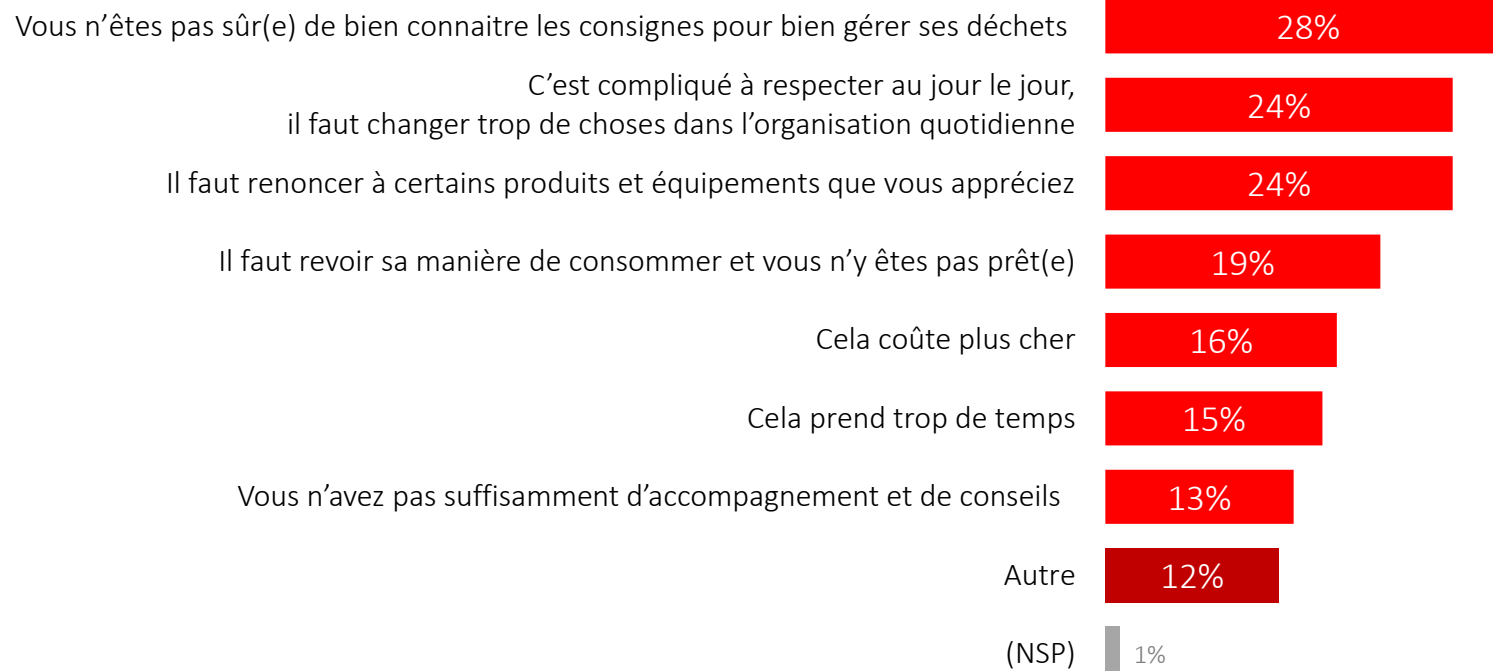 Vous n’êtes pas sûr(e) de bien connaitre les consignes pour bien gérer ses déchets 28%
C’est compliqué à respecter au jour le jour,
il faut changer trop de choses dans l’organisation quotidienne 24%
Il faut renoncer à certains produits et équipements que vous appréciez 24%
Il faut revoir sa manière de consommer et vous n’y êtes pas prêt(e) 19%
Cela coûte plus cher 16%
Cela prend trop de temps 15%
Vous n’avez pas suffisamment d’accompagnement et de conseils 13%
Autre 12%
(NSP) 1%